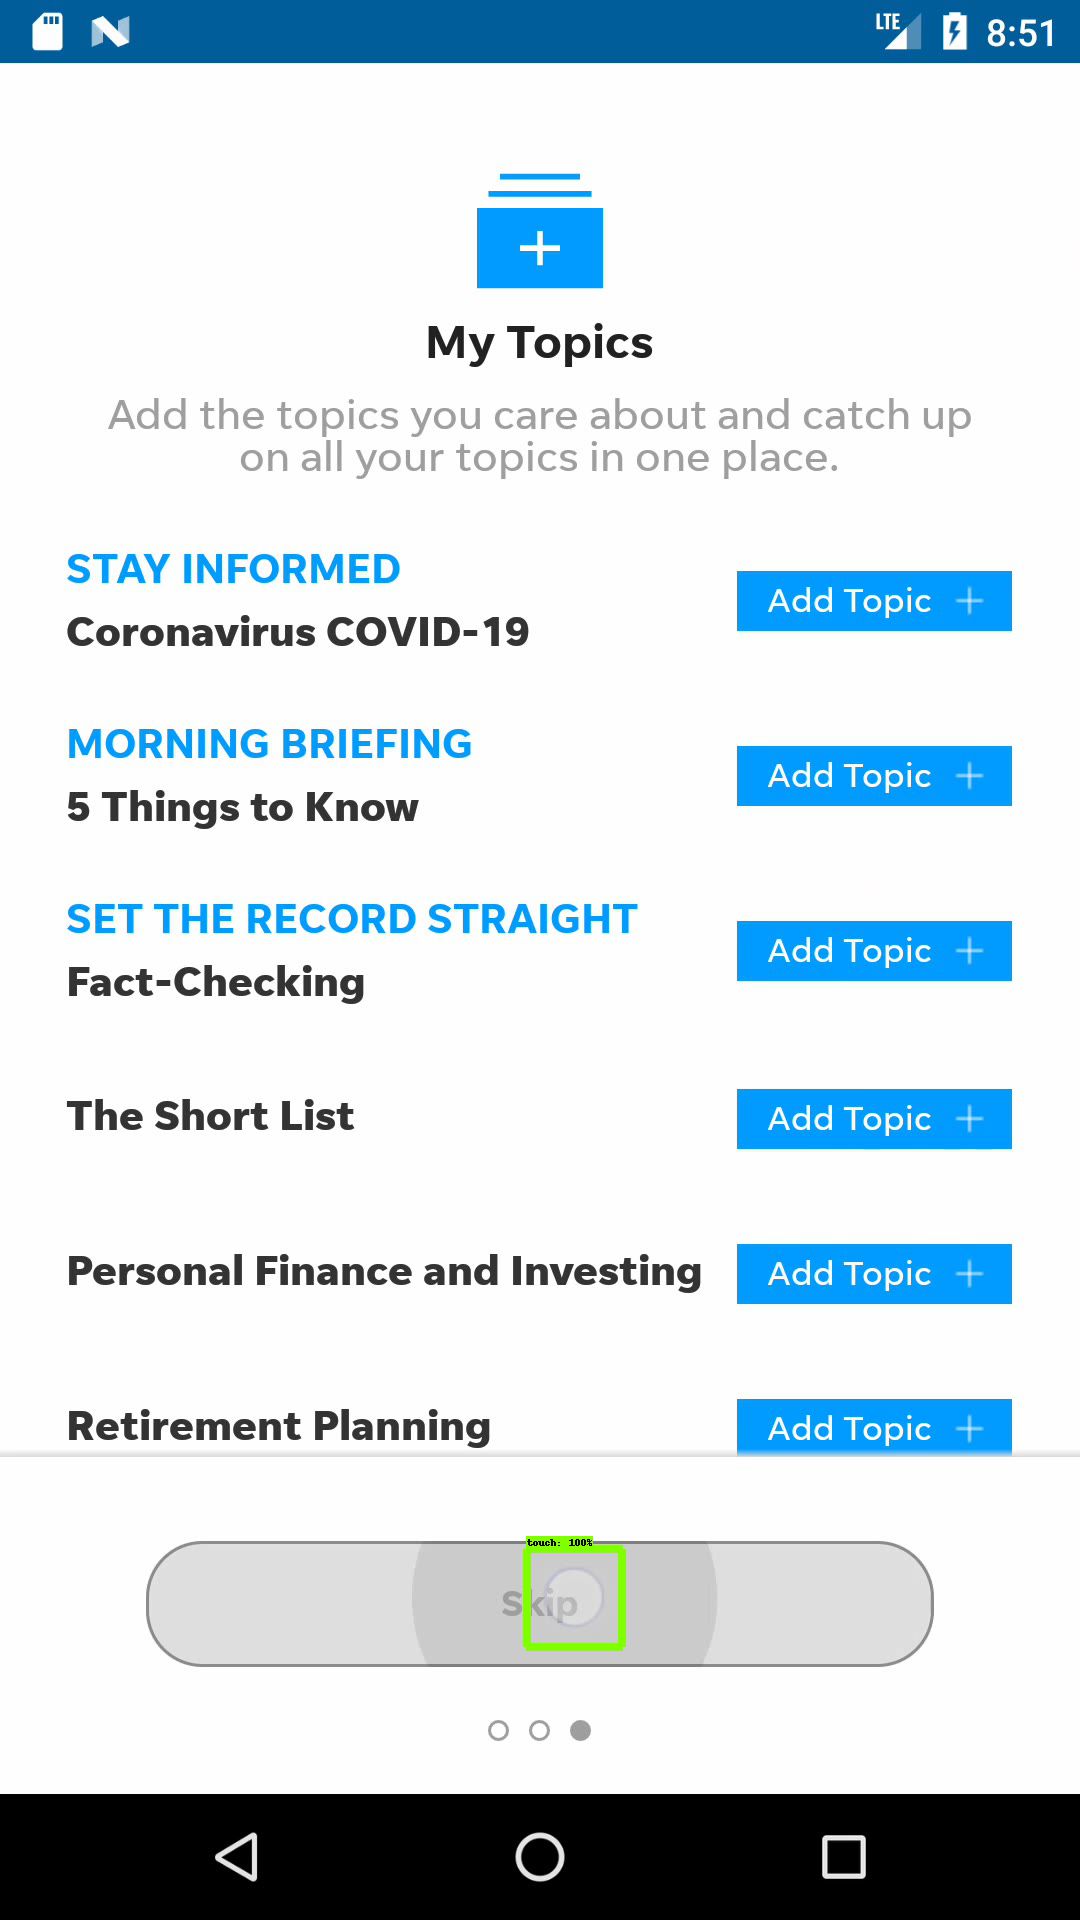 LTE 8:51
My Topics
Add the topics you care about and catch up
on all your topics in one place.
STAY INFORMED
Coronavirus COVID-19
Add Topic
MORNING BRIEFING
5 Things to Know
Add Topic
SET THE RECORD STRAIGHT
Fact-Checking
Add Topic
The Short List
Add Topic
Personal Finance and Investing
Add Topic
Retirement Planning
Add Topic
touch: 100%
Skip